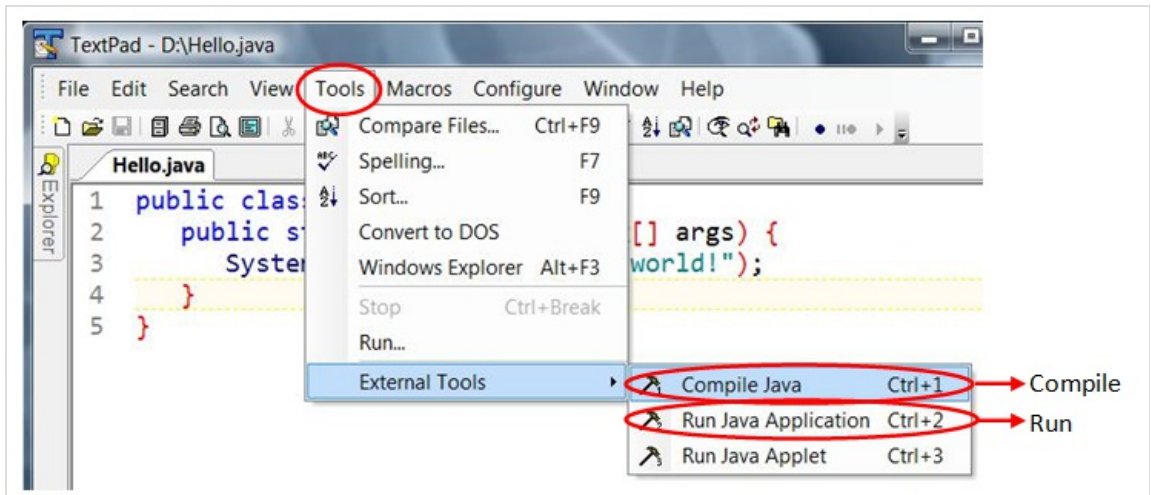 TextPad - D:\Hello.java
File Edit Search View Tools Macros Configure Window Help
Compare Files... Ctrl+F9
Hello.java
Spelling... F7
Explorer
1 public clas
Sort... F9
2 public s [] args) {
Convert to DOS
3 Syste world!");
Windows Explorer Alt+F3
4 }
Stop Ctrl+Break
5 }
Run...
External Tools
Compile Java Ctrl+1 Compile
Run Java Application Ctrl+2 Run
Run Java Applet Ctrl+3